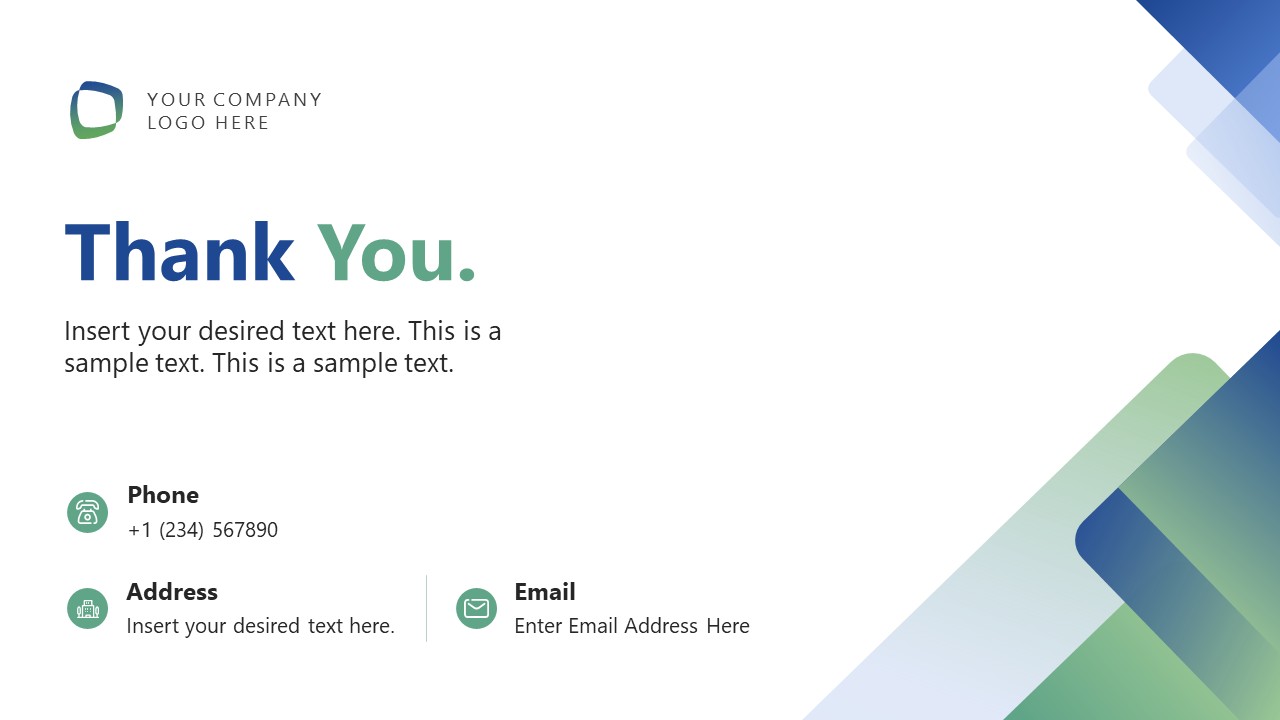 YOUR COMPANY
LOGO HERE
Thank You.
Insert your desired text here. This is a
sample text. This is a sample text.
Phone
+1 (234) 567890
Address
Insert your desired text here.
Email
Enter Email Address Here